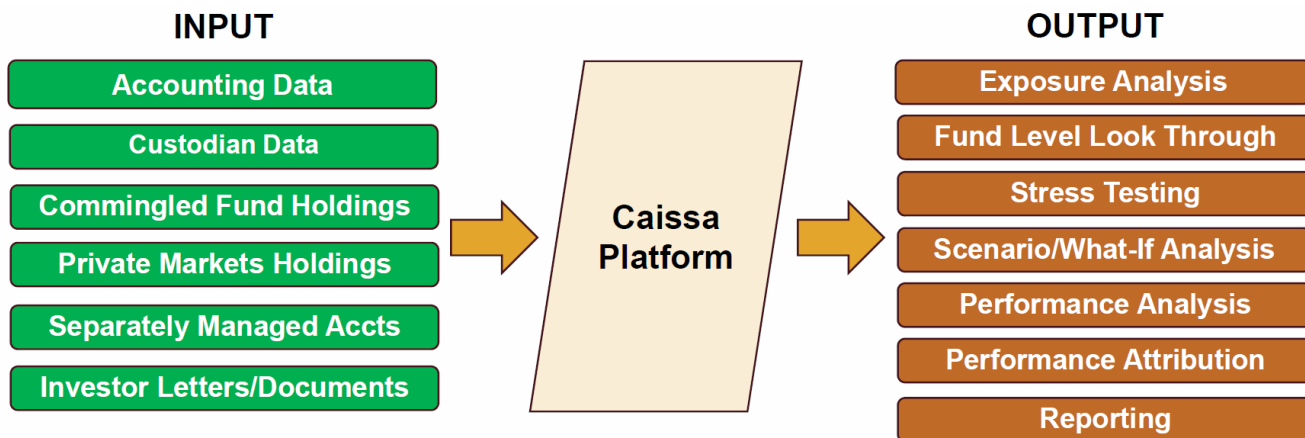 INPUT
Accounting Data
Custodian Data
Commingled Fund Holdings
Private Markets Holdings
Separately Managed Accts
Investor Letters/Documents
Caissa
Platform
OUTPUT
Exposure Analysis
Fund Level Look Through
Stress Testing
Scenario/What-If Analysis
Performance Analysis
Performance Attribution
Reporting